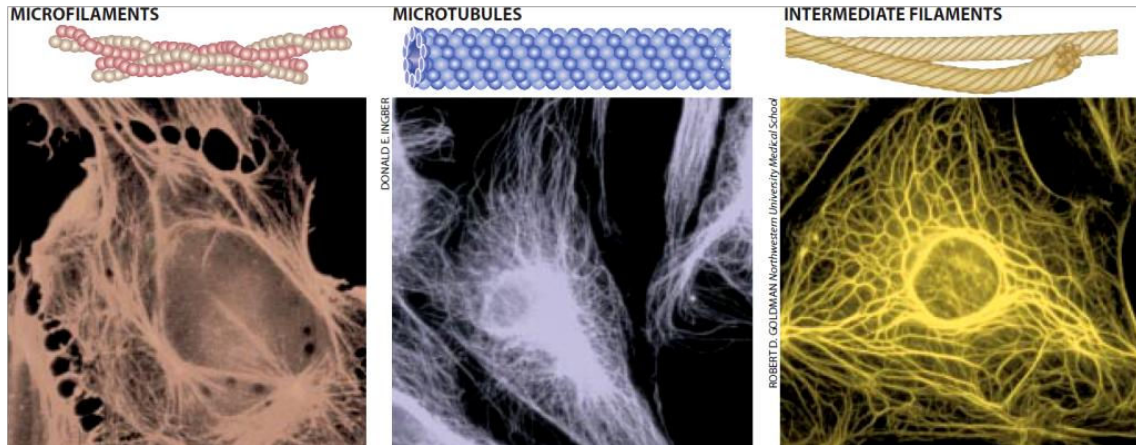 MICROFILAMENTS
MICROTUBULES
INTERMEDIATE FILAMENTS
DONALD E. INGBER
ROBERT D. GOLDMAN Northwestern University Medical School